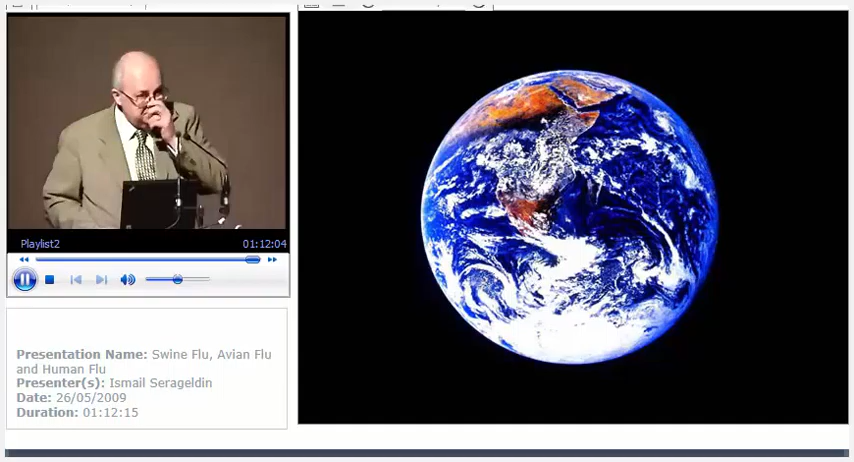 Playlist2 01:12:04
Presentation Name: Swine Flu, Avian Flu
and Human Flu
Presenter(s): Ismail Serageldin
Date: 26/05/2009
Duration: 01:12:15